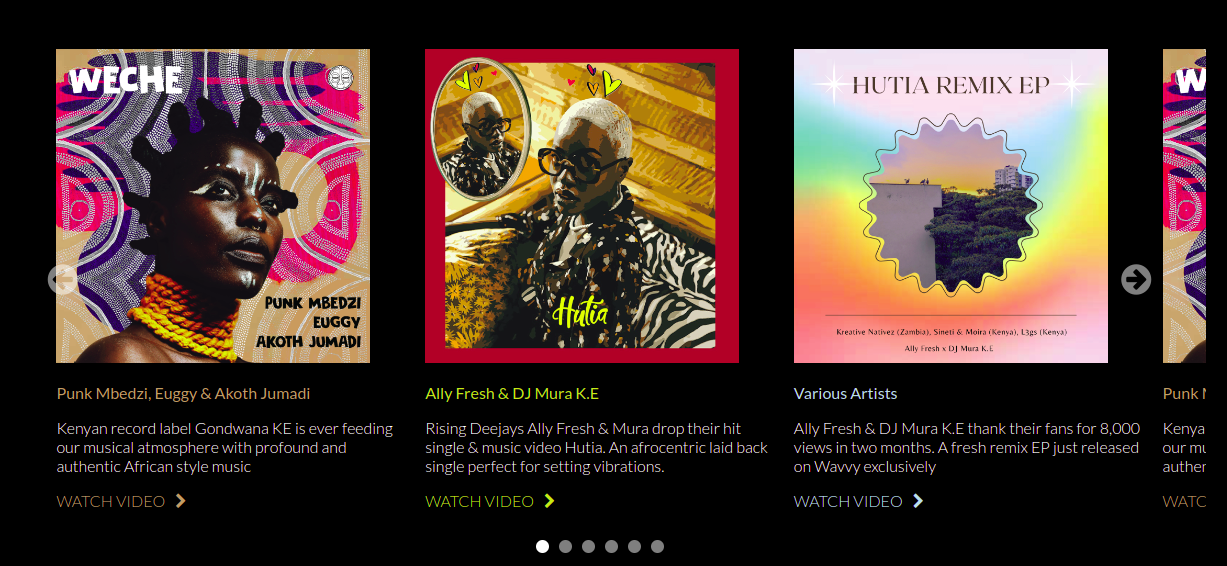 WECHE
PUNK MBEDZI
EUGGY
AKOTH JUMADI
Punk Mbedzi, Euggy & Akoth Jumadi
Kenyan record label Gondwana KE is ever feeding
our musical atmosphere with profound and
authentic African style music
WATCH VIDEO
Hutia
Ally Fresh & DJ Mura K.E
Rising Deejays Ally Fresh & Mura drop their hit
single & music video Hutia. An afrocentric laid back
single perfect for setting vibrations.
WATCH VIDEO
HUTIA REMIX EP
Kreative Nativez (Zambia), Sineti & Moira (Kenya), L3gs (Kenya)
Ally Fresh x DJ Mura K.E
Various Artists
Ally Fresh & DJ Mura K.E thank their fans for 8,000
views in two months. A fresh remix EP just released
on Wavvy exclusively
WATCH VIDEO
W
Punk
Kenya
our mu
authen
WATC